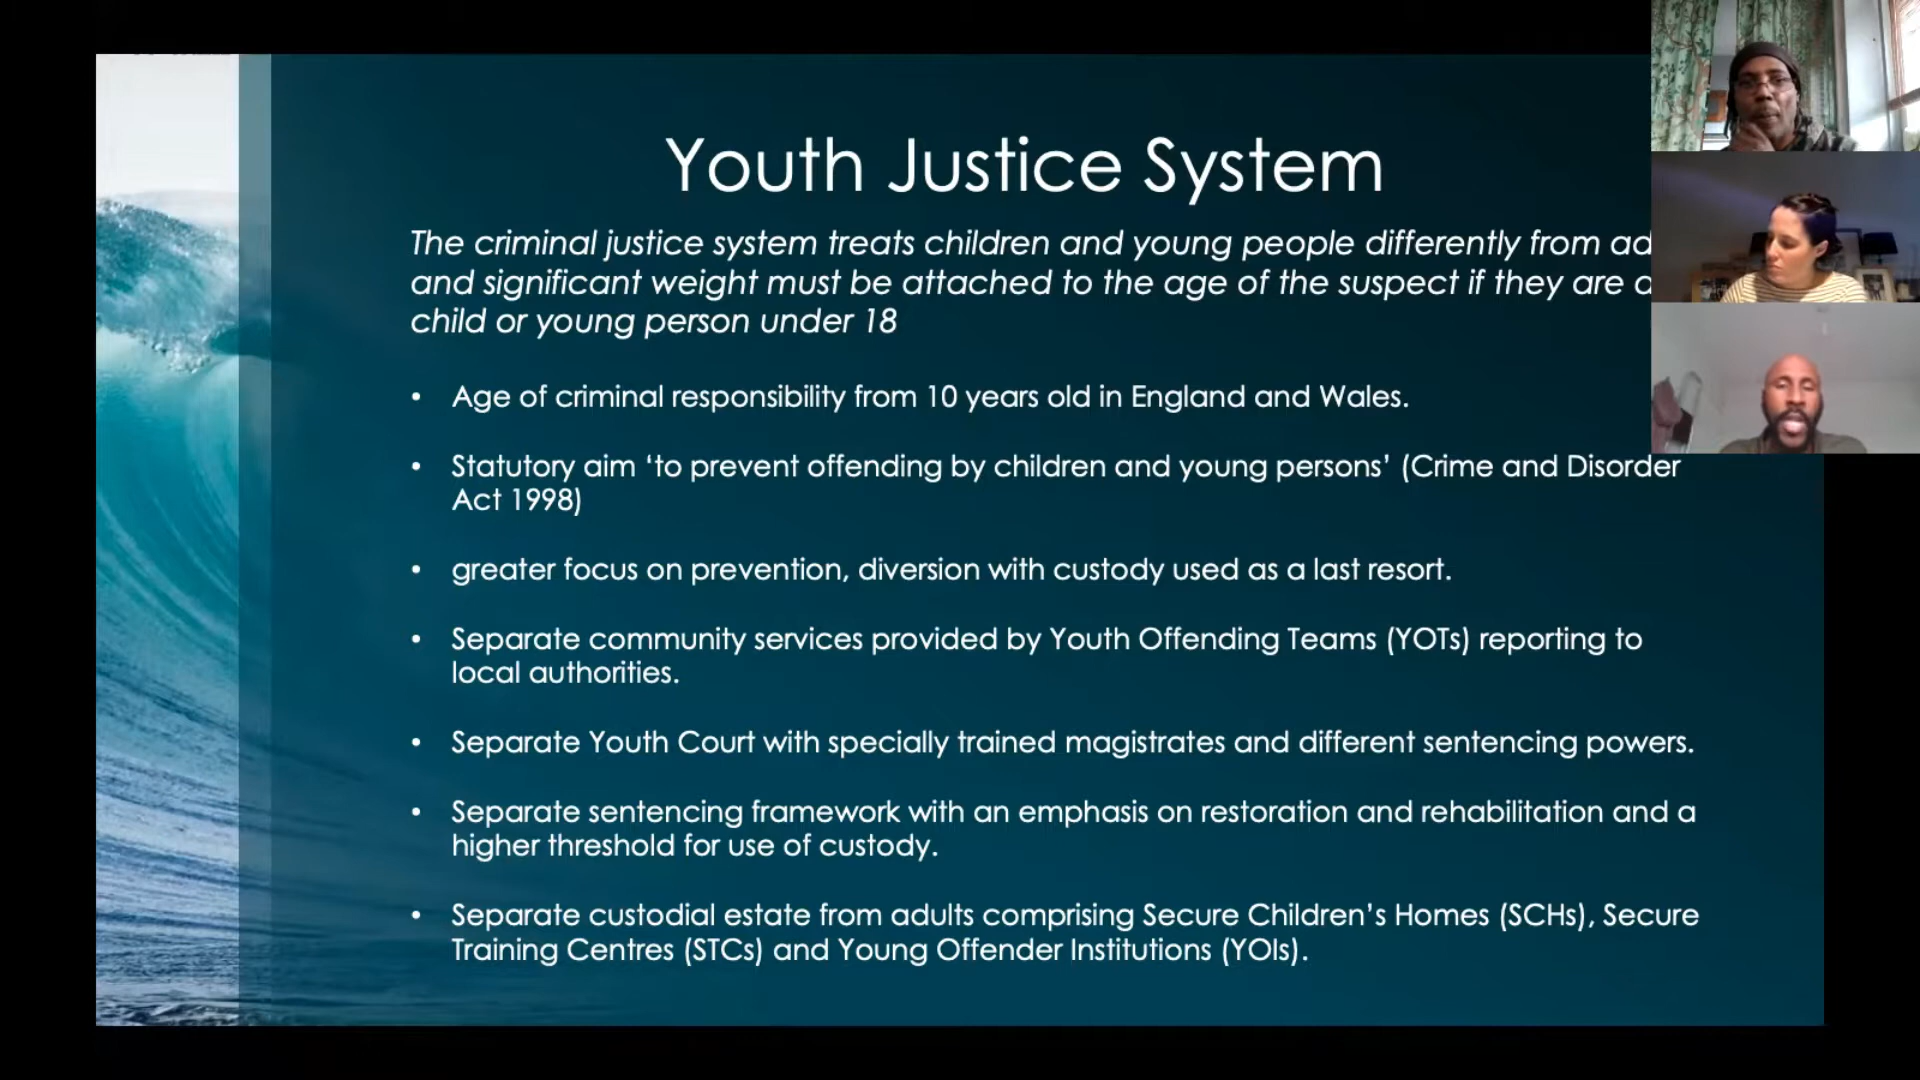 Youth Justice System
The criminal justice system treats children and young people differently from
and significant weight must be attached to the age of the suspect if they are
child or young person under 18
• Age of criminal responsibility from 10 years old in England and Wales.
• Statutory aim ‘to prevent offending by children and young persons’ (Crime and Disorder
Act 1998)
• greater focus on prevention, diversion with custody used as a last resort.
• Separate community services provided by Youth Offending Teams (YOTs) reporting to
local authorities.
• Separate Youth Court with specially trained magistrates and different sentencing powers.
• Separate sentencing framework with an emphasis on restoration and rehabilitation and a
higher threshold for use of custody.
• Separate custodial estate from adults comprising Secure Children’s Homes (SCHs), Secure
Training Centres (STCs) and Young Offender Institutions (YOIs).